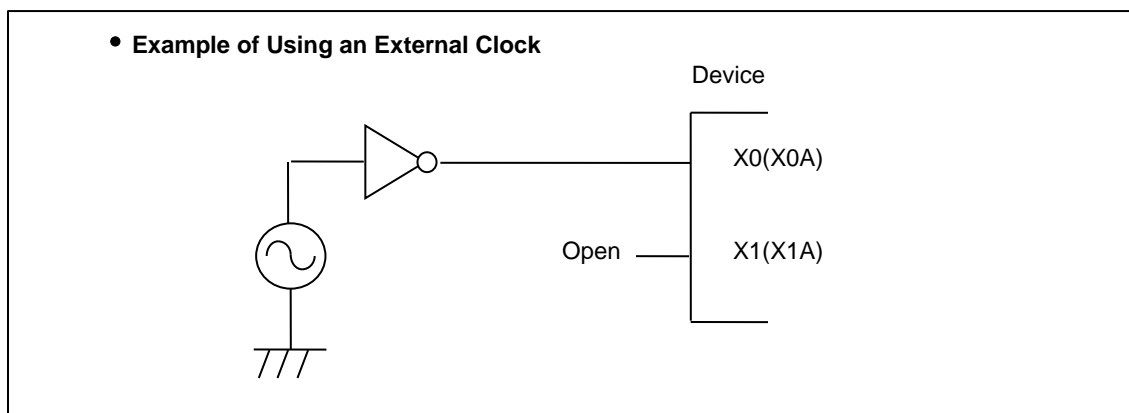 • Example of Using an External Clock
Device
X0(X0A)
Open
X1(X1A)